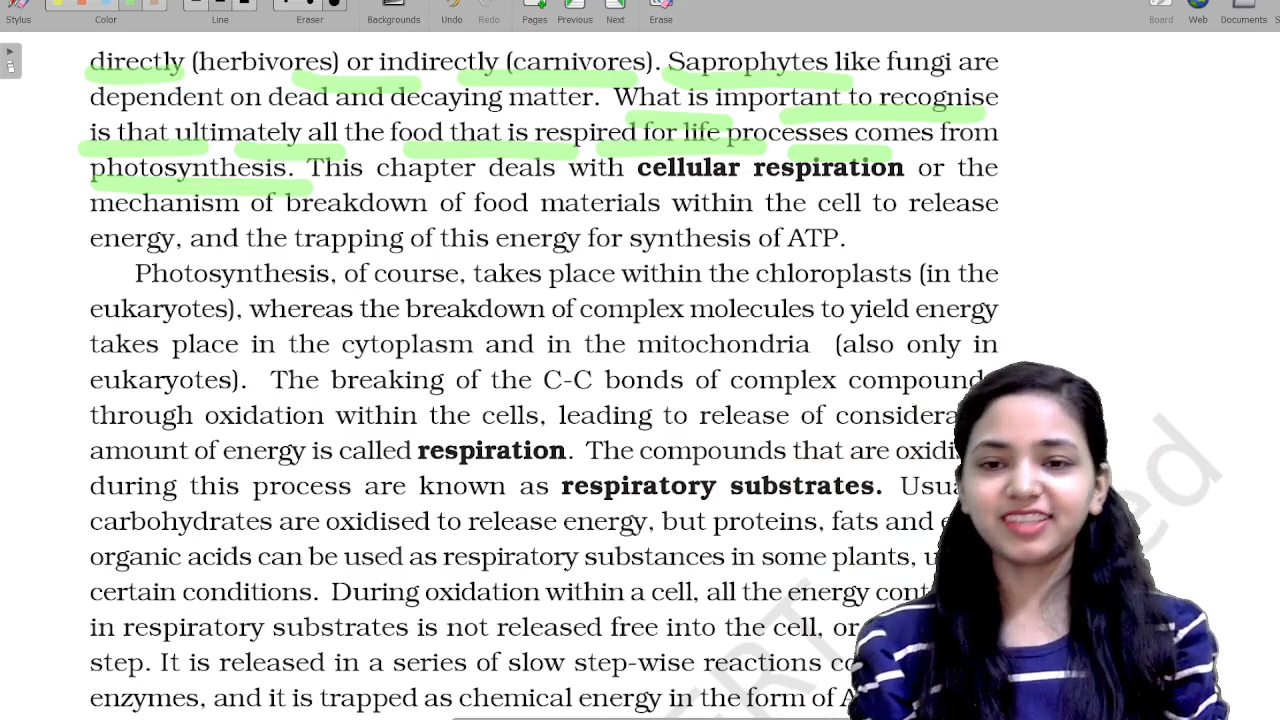 Stylus Color Line Eraser Backgrounds Undo Redo Pages Previous Next Erase Board Web Documents
directly (herbivores) or indirectly (carnivores). Saprophytes like fungi are
dependent on dead and decaying matter. What is important to recognise
is that ultimately all the food that is respired for life processes comes from
photosynthesis. This chapter deals with cellular respiration or the
mechanism of breakdown of food materials within the cell to release
energy, and the trapping of this energy for synthesis of ATP.
Photosynthesis, of course, takes place within the chloroplasts (in the
eukaryotes), whereas the breakdown of complex molecules to yield energy
takes place in the cytoplasm and in the mitochondria (also only in
eukaryotes). The breaking of the C-C bonds of complex
through oxidation within the cells, leading to release of
amount of energy is called respiration. The compounds that are
during this process are known as respiratory substrates.
carbohydrates are oxidised to release energy, but proteins, fats and
organic acids can be used as respiratory substances in some plants,
certain conditions. During oxidation within a cell, all the energy
in respiratory substrates is not released free into the cell, or
step. It is released in a series of slow step-wise reactions
enzymes, and it is trapped as chemical energy in the form of